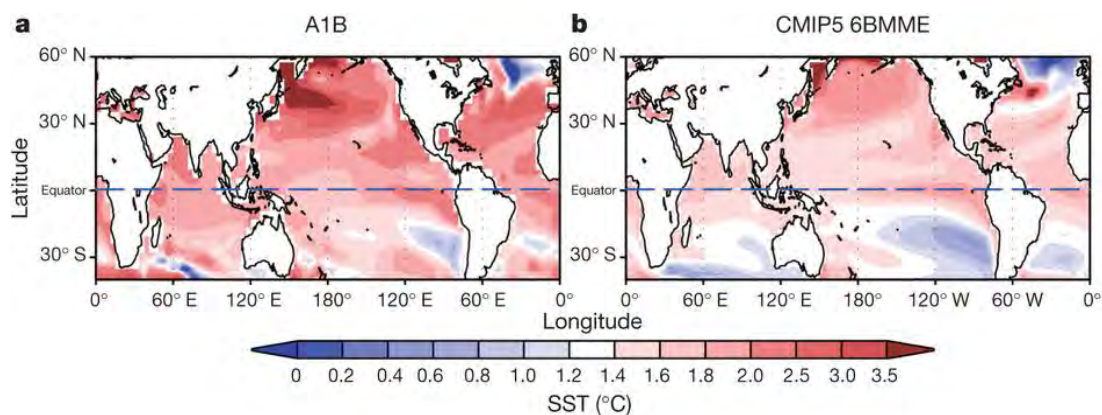 a A1B
b CMIP5 6BMME
60° N
30° N
Equator
30° S
Latitude
0° 60° E 120° E 180° 120° E 60° E 0°
0° 60° E 120° E 180° 120° W 60° W 0°
Longitude
0 0.2 0.4 0.6 0.8 1.0 1.2 1.4 1.6 1.8 2.0 2.5 3.0 3.5
SST (°C)
60° N
30° N
Equator
30° S